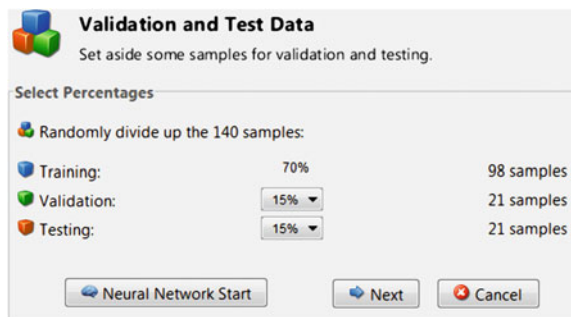 Validation and Test Data
Set aside some samples for validation and testing.
Select Percentages
Randomly divide up the 140 samples:
Training: 70% 98 samples
Validation: 15% 21 samples
Testing: 15% 21 samples
Neural Network Start Next Cancel